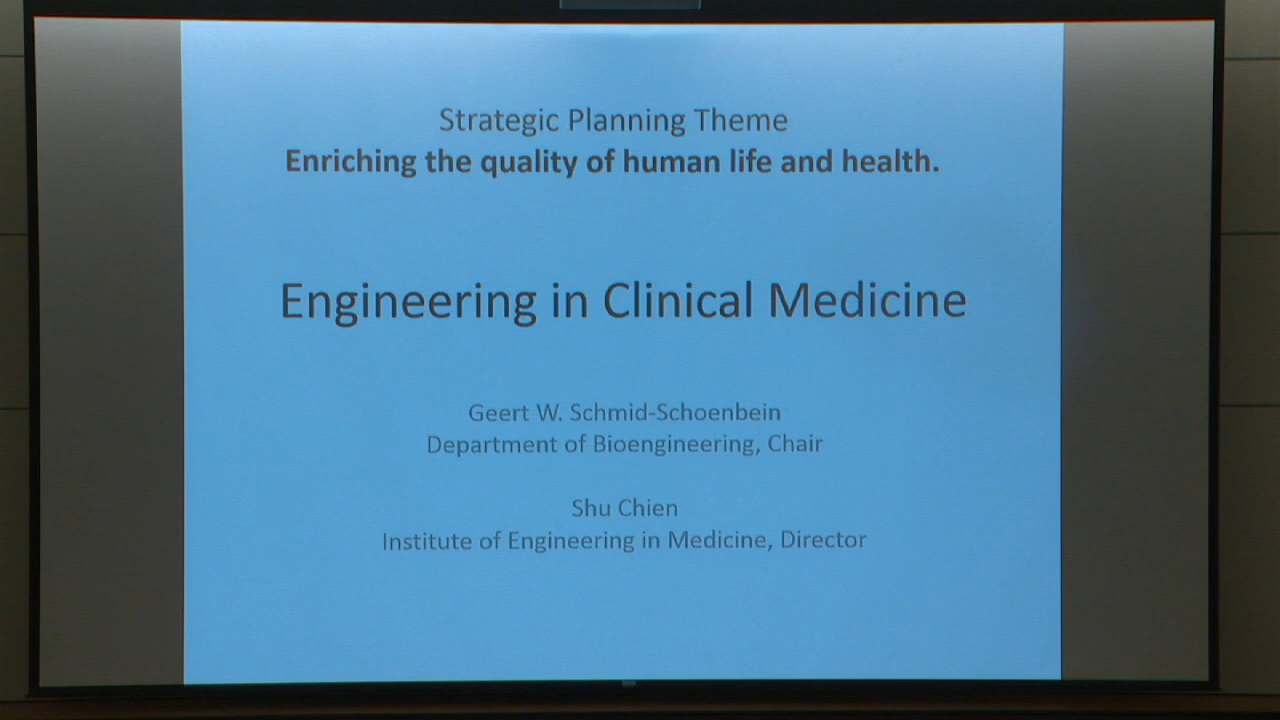 Strategic Planning Theme
Enriching the quality of human life and health.
Engineering in Clinical Medicine
Geert W. Schmid-Schoenbein
Department of Bioengineering, Chair
Shu Chien
Institute of Engineering in Medicine, Director